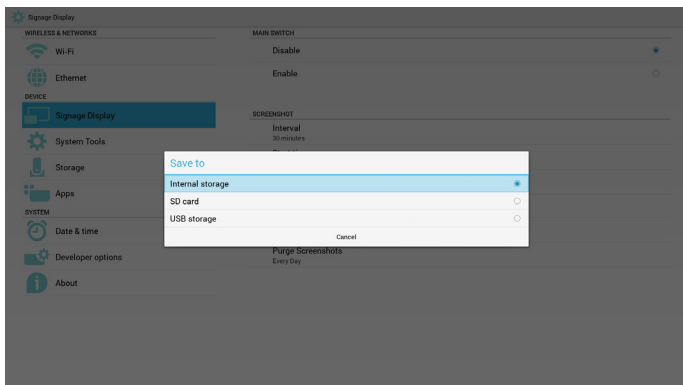 Signage Display
WIRELESS & NETWORKS
Wi-Fi
Ethernet
DEVICE
Signage Display
System Tools
Storage
Apps
SYSTEM
Date & time
Developer options
About
MAIN SWITCH
Disable
Enable
SCREENSHOT
Interval
30 minutes
Save to
Internal storage
SD card
USB storage
Cancel
Purge Screenshots
Every Day